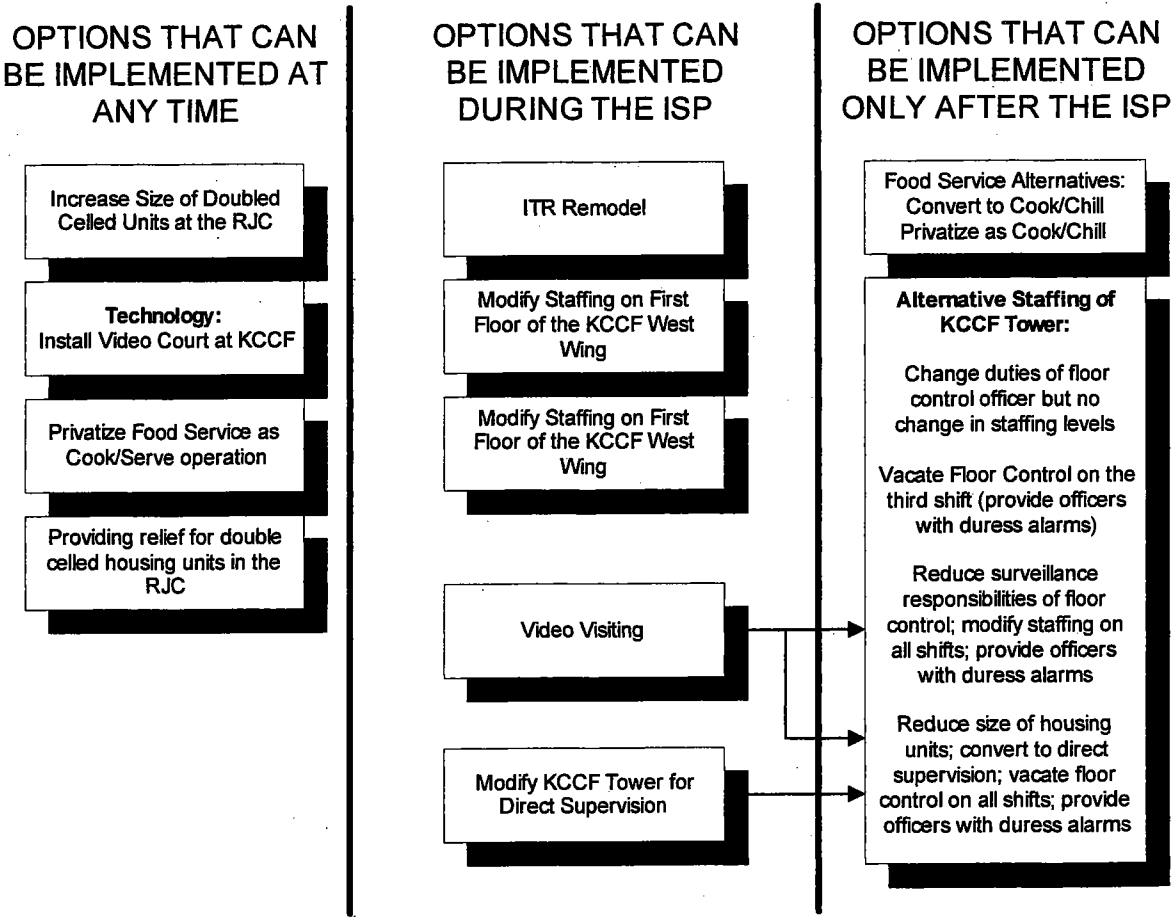 OPTIONS THAT CAN
BE IMPLEMENTED AT
ANY TIME
Increase Size of Doubled
Celled Units at the RJC
Technology:
Install Video Court at KCCF
Privatize Food Service as
Cook/Serve operation
Providing relief for double
celled housing units in the
RJC
OPTIONS THAT CAN
BE IMPLEMENTED
DURING THE ISP
ITR Remodel
Modify Staffing on First
Floor of the KCCF West
Wing
Modify Staffing on First
Floor of the KCCF West
Wing
Video Visiting
Modify KCCF Tower for
Direct Supervision
OPTIONS THAT CAN
BE IMPLEMENTED
ONLY AFTER THE ISP
Food Service Alternatives:
Convert to Cook/Chill
Privatize as Cook/Chill
Alternative Staffing of
KCCF Tower:
Change duties of floor
control officer but no
change in staffing levels
Vacate Floor Control on the
third shift (provide officers
with duress alarms)
Reduce surveillance
responsibilities of floor
control; modify staffing on
all shifts; provide officers
with duress alarms
Reduce size of housing
units; convert to direct
supervision; vacate floor
control on all shifts; provide
officers with duress alarms